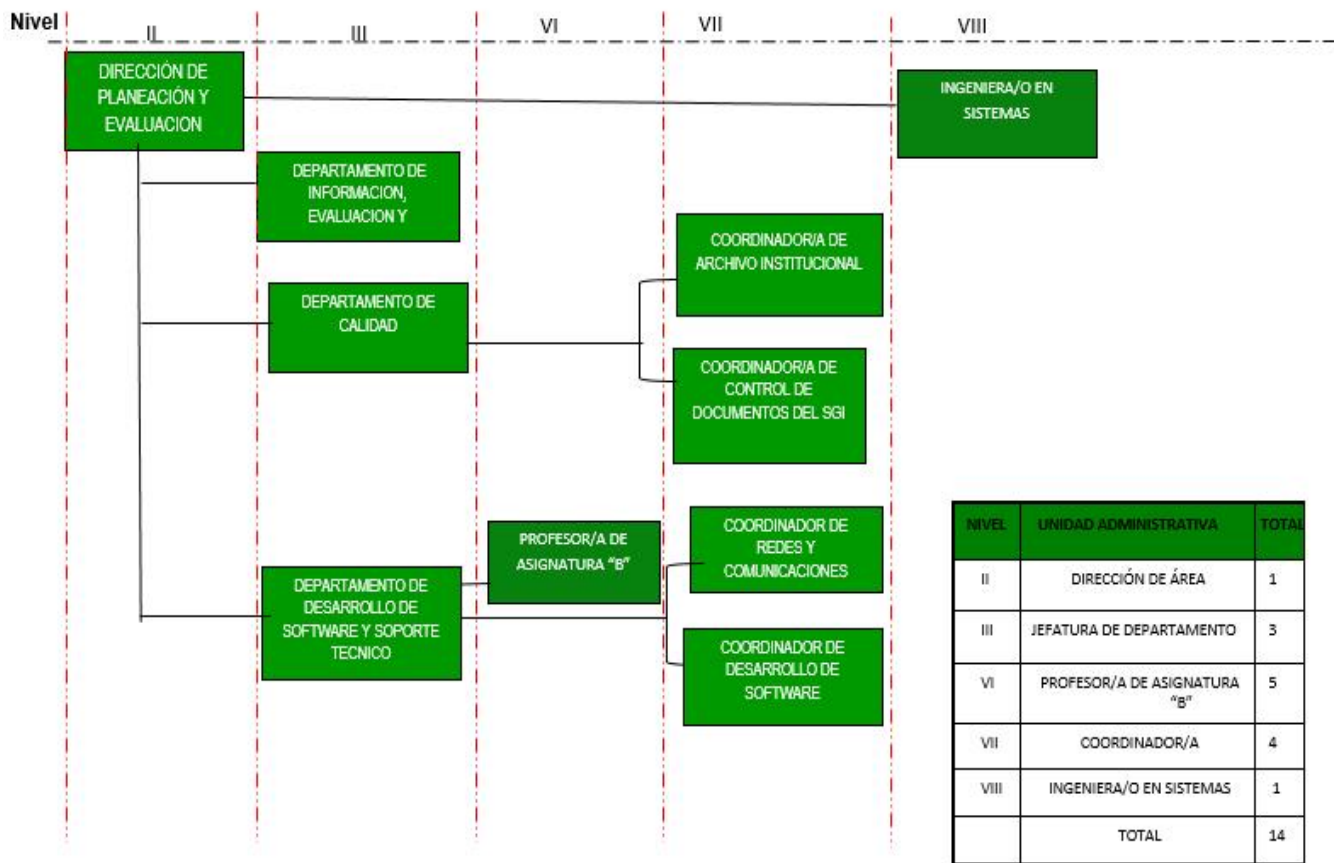 Nivel
II
III
VI
VII
VIII
DIRECCIÓN DE
PLANEACIÓN Y
EVALUACION
INGENIERA/O EN
SISTEMAS
DEPARTAMENTO DE
INFORMACION,
EVALUACION Y
COORDINADOR/A DE
ARCHIVO INSTITUCIONAL
DEPARTAMENTO DE
CALIDAD
COORDINADOR/A DE
CONTROL DE
DOCUMENTOS DEL SGI
PROFESOR/A DE
ASIGNATURA “B”
COORDINADOR DE
REDES Y
COMUNICACIONES
DEPARTAMENTO DE
DESARROLLO DE
SOFTWARE Y SOPORTE
TECNICO
COORDINADOR DE
DESARROLLO DE
SOFTWARE
NIVEL UNIDAD ADMINISTRATIVA TOTAL
II DIRECCIÓN DE ÁREA 1
III JEFATURA DE DEPARTAMENTO 3
VI PROFESOR/A DE ASIGNATURA 5
“B”
VII COORDINADOR/A 4
VIII INGENIERA/O EN SISTEMAS 1
TOTAL 14